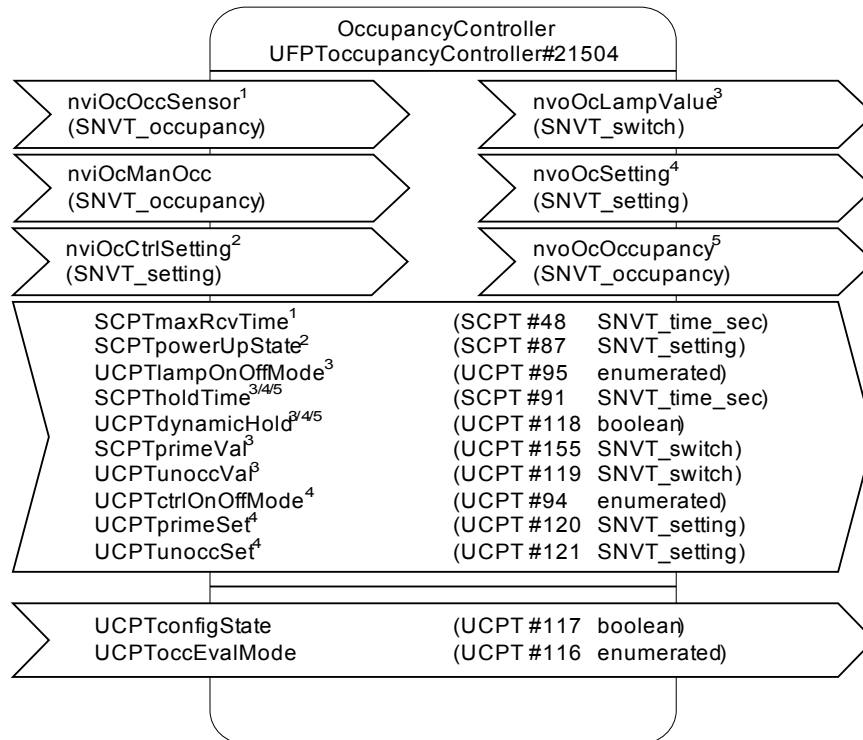 OccupancyController
UFPToccupancyController#21504
nviOcOccSensor¹ nvoOcLampValue³
(SNVT_occupancy) (SNVT_switch)
nviOcManOcc nvoOcSetting⁴
(SNVT_occupancy) (SNVT_setting)
nviOcCtrlSetting² nvoOcOccupancy⁵
(SNVT_setting) (SNVT_occupancy)
SCPTmaxRcvTime¹ (SCPT #48 SNVT_time_sec)
SCPTpowerUpState² (SCPT #87 SNVT_setting)
UCPTlampOnOffMode³ (UCPT #95 enumerated)
SCPTholdTime³/⁴/⁵ (SCPT #91 SNVT_time_sec)
UCPTdynamicHold³/⁴/⁵ (UCPT #118 boolean)
SCPTprimeVal³ (UCPT #155 SNVT_switch)
UCPTunoccVal³ (UCPT #119 SNVT_switch)
UCPTctrlOnOffMode⁴ (UCPT #94 enumerated)
UCPTprimeSet⁴ (UCPT #120 SNVT_setting)
UCPTunoccSet⁴ (UCPT #121 SNVT_setting)
UCPTconfigState (UCPT #117 boolean)
UCPToccEvalMode (UCPT #116 enumerated)